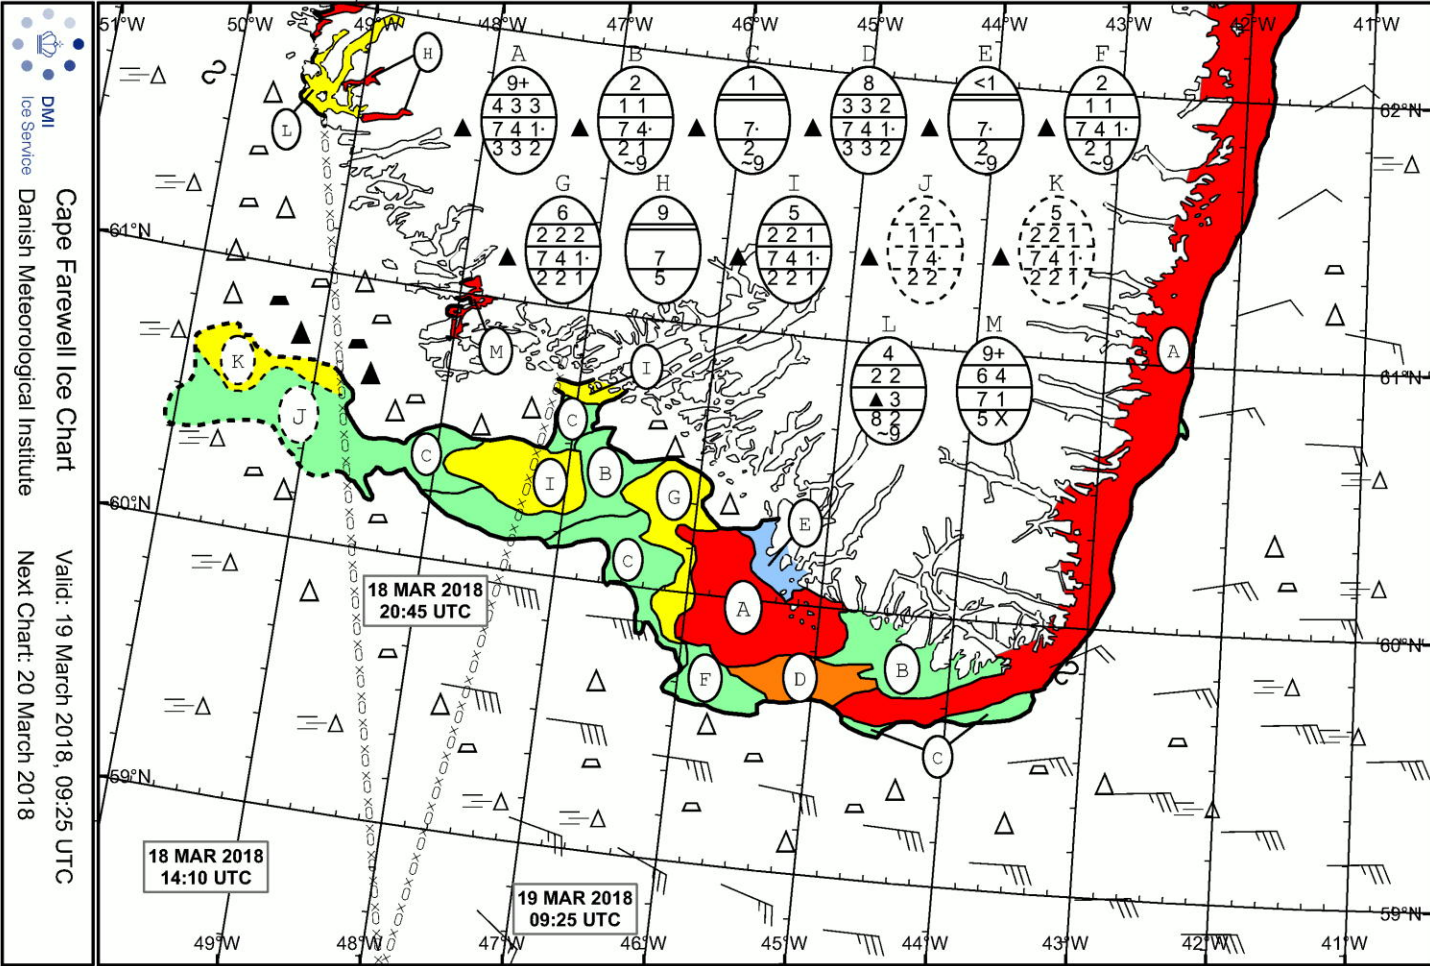 DMI
Ice Service
Cape Farewell Ice Chart
Danish Meteorological Institute
Valid: 19 March 2018, 09:25 UTC
Next Chart: 20 March 2018
51°W 50°W 49°W 48°W 47°W 46°W 45°W 44°W 43°W 42°W 41°W
62°N
61°N
61°N
60°N
60°N
59°N
59°N
49°W 48°W 47°W 46°W 45°W 44°W 43°W 42°W 41°W
A
9+
4 3 3
7 4 1·
3 3 2
B
2
1 1
7 4·
2 1
~9
C
1
7·
2
~9
D
8
3 3 2
7 4 1·
3 3 2
E
<1
7·
2
~9
F
2
1 1
7 4 1·
2 1
~9
G
6
2 2 2
7 4 1·
2 2 1
H
9
7
5
I
5
2 2 1
7 4 1·
2 2 1
J
2
1 1
7 4·
2 2
K
5
2 2 1
7 4 1·
2 2 1
L
4
2 2
▲ 3
8 2
~9
M
9+
6 4
7 1
5 X
H
L
M
I
K
J
C
C
I
B
G
E
C
A
A
F
D
B
C
18 MAR 2018
20:45 UTC
18 MAR 2018
14:10 UTC
19 MAR 2018
09:25 UTC